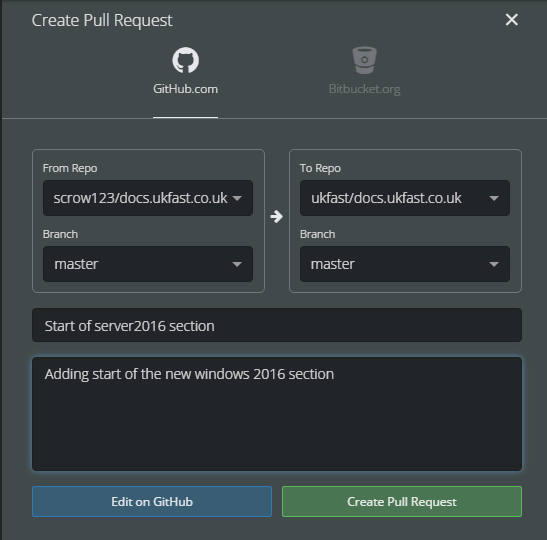 Create Pull Request
GitHub.com
Bitbucket.org
From Repo
scrow123/docs.ukfast.co.uk
Branch
master
To Repo
ukfast/docs.ukfast.co.uk
Branch
master
Start of server2016 section
Adding start of the new windows 2016 section
Edit on GitHub
Create Pull Request